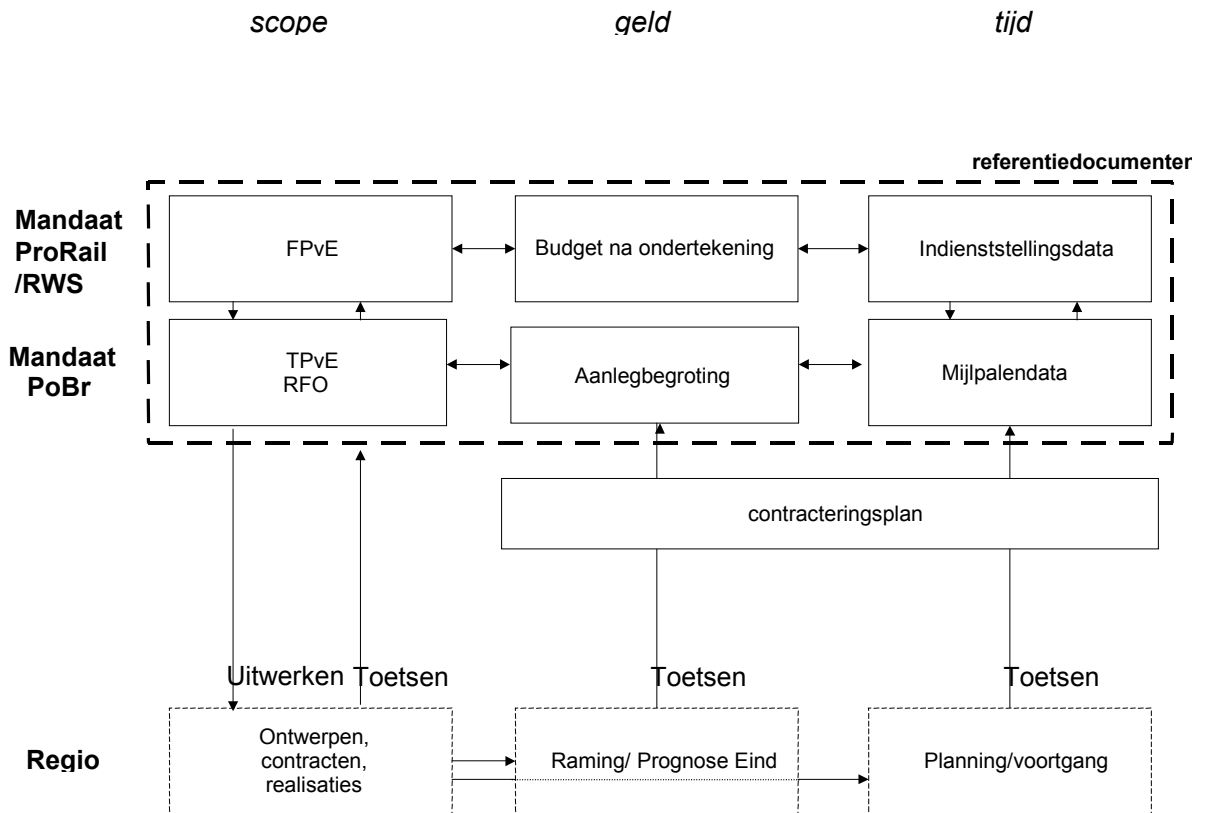 scope geld tijd
referentiedocumenten
Mandaat
ProRail
/RWS
FPvE
Budget na ondertekening
Indienststellingsdata
Mandaat
PoBr
TPvE
RFO
Aanlegbegroting
Mijlpalendata
contracteringsplan
Uitwerken Toetsen
Toetsen
Toetsen
Regio
Ontwerpen,
contracten,
realisaties
Raming/ Prognose Eind
Planning/voortgang